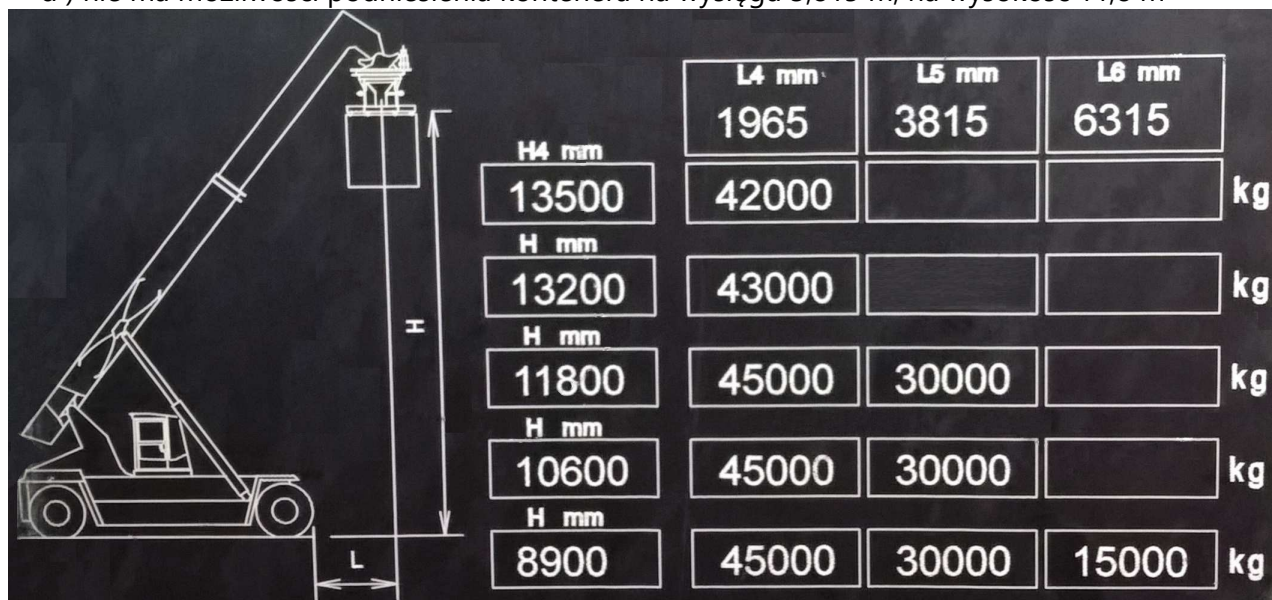 L4 mm L5 mm L6 mm
1965 3815 6315
H4 mm
13500 42000 kg
H mm
13200 43000 kg
H mm
11800 45000 30000 kg
H mm
10600 45000 30000 kg
H mm
8900 45000 30000 15000 kg
H
L